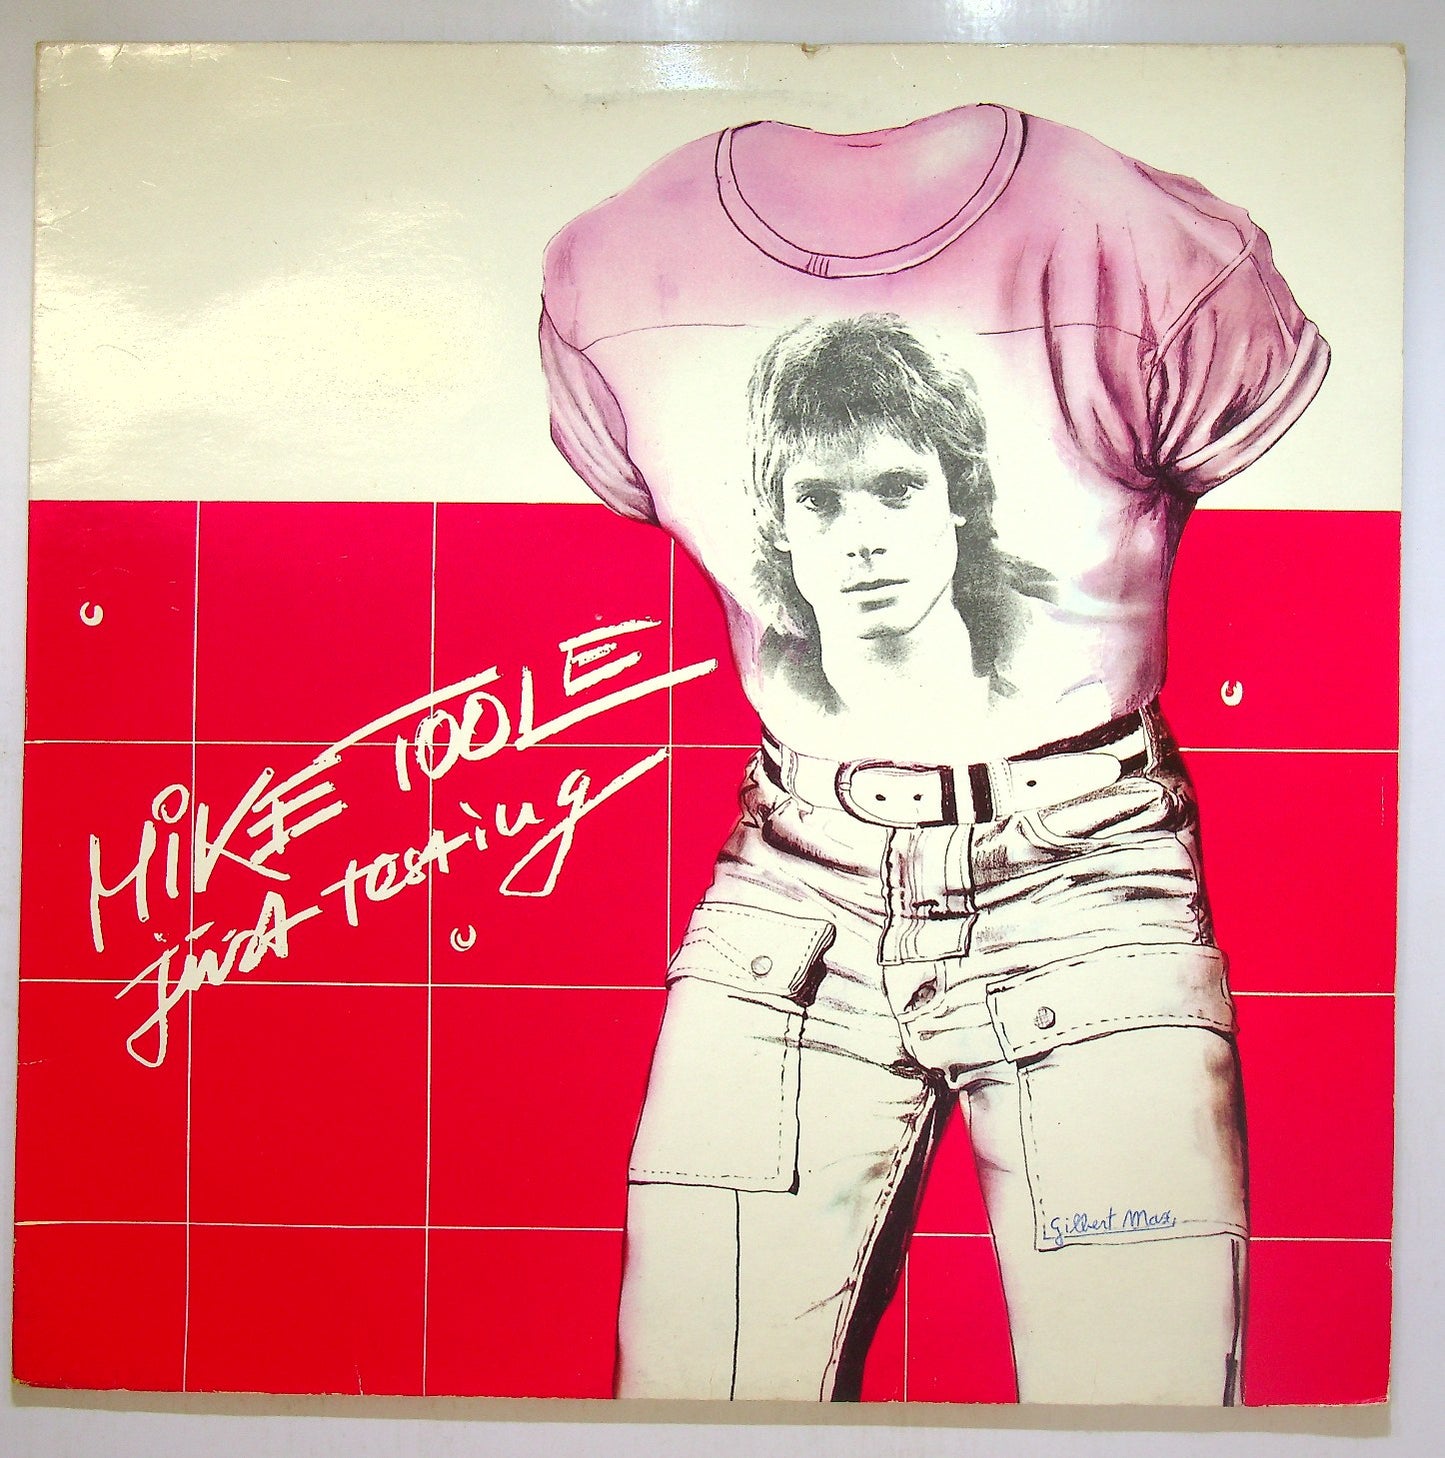 MiKE TOOLE
just testing
Gilbert Max